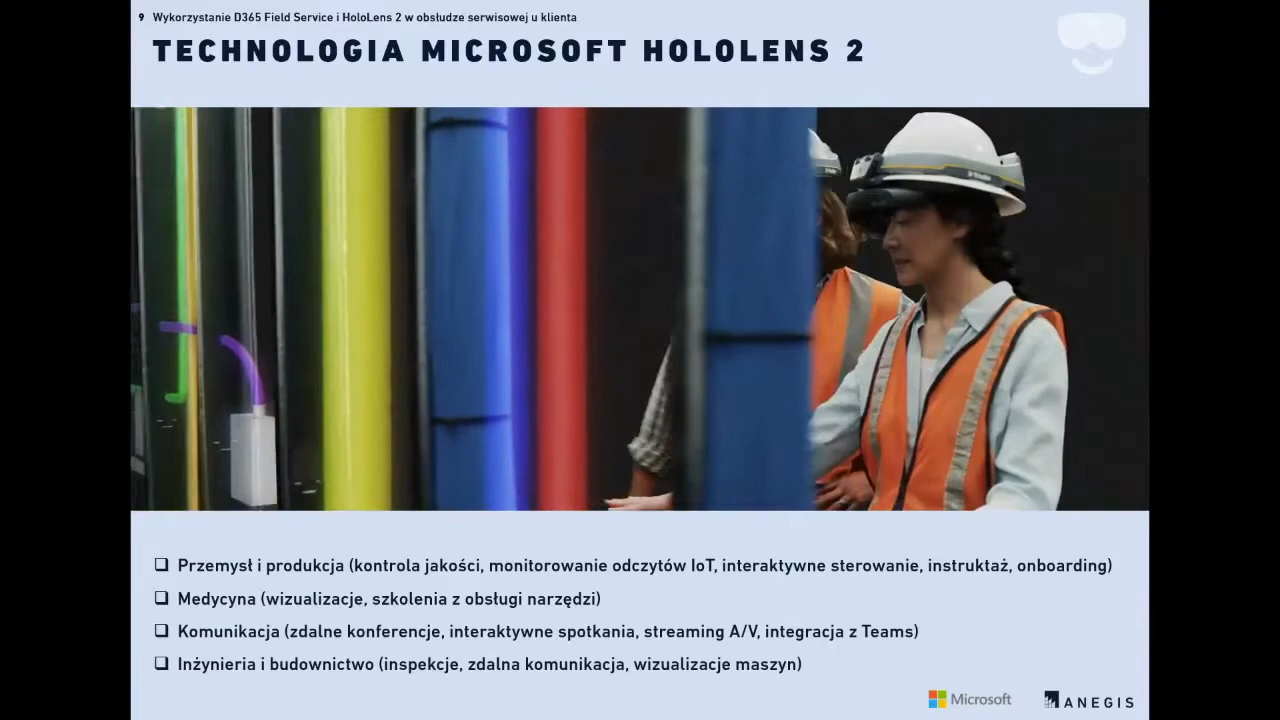 9 Wykorzystanie D365 Field Service i HoloLens 2 w obsłudze serwisowej u klienta
TECHNOLOGIA MICROSOFT HOLOLENS 2
❑ Przemysł i produkcja (kontrola jakości, monitorowanie odczytów IoT, interaktywne sterowanie, instruktaż, onboarding)
❑ Medycyna (wizualizacje, szkolenia z obsługi narzędzi)
❑ Komunikacja (zdalne konferencje, interaktywne spotkania, streaming A/V, integracja z Teams)
❑ Inżynieria i budownictwo (inspekcje, zdalna komunikacja, wizualizacje maszyn)
Microsoft ANEGIS